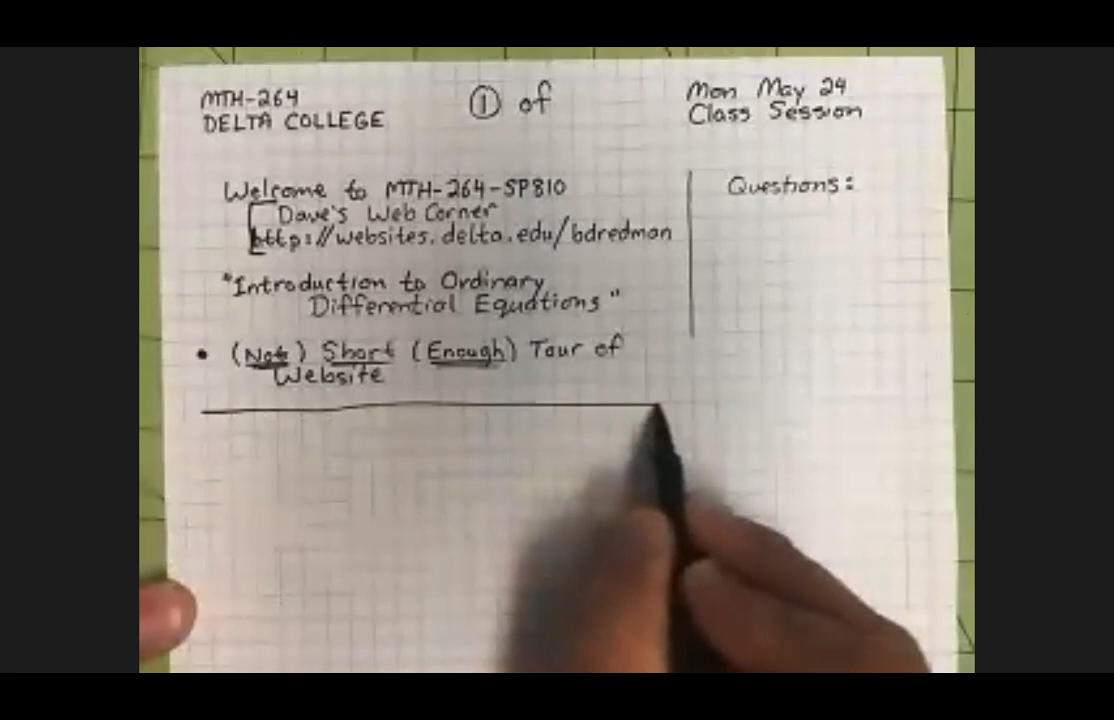 MTH-264
DELTA COLLEGE
① of
Mon May 24
Class Session
Welcome to MTH-264-SP810
Dave's Web Corner
http://websites.delta.edu/bdredman
"Introduction to Ordinary
Differential Equations"
• (Not) Short (Enough) Tour of
Website
Questions: